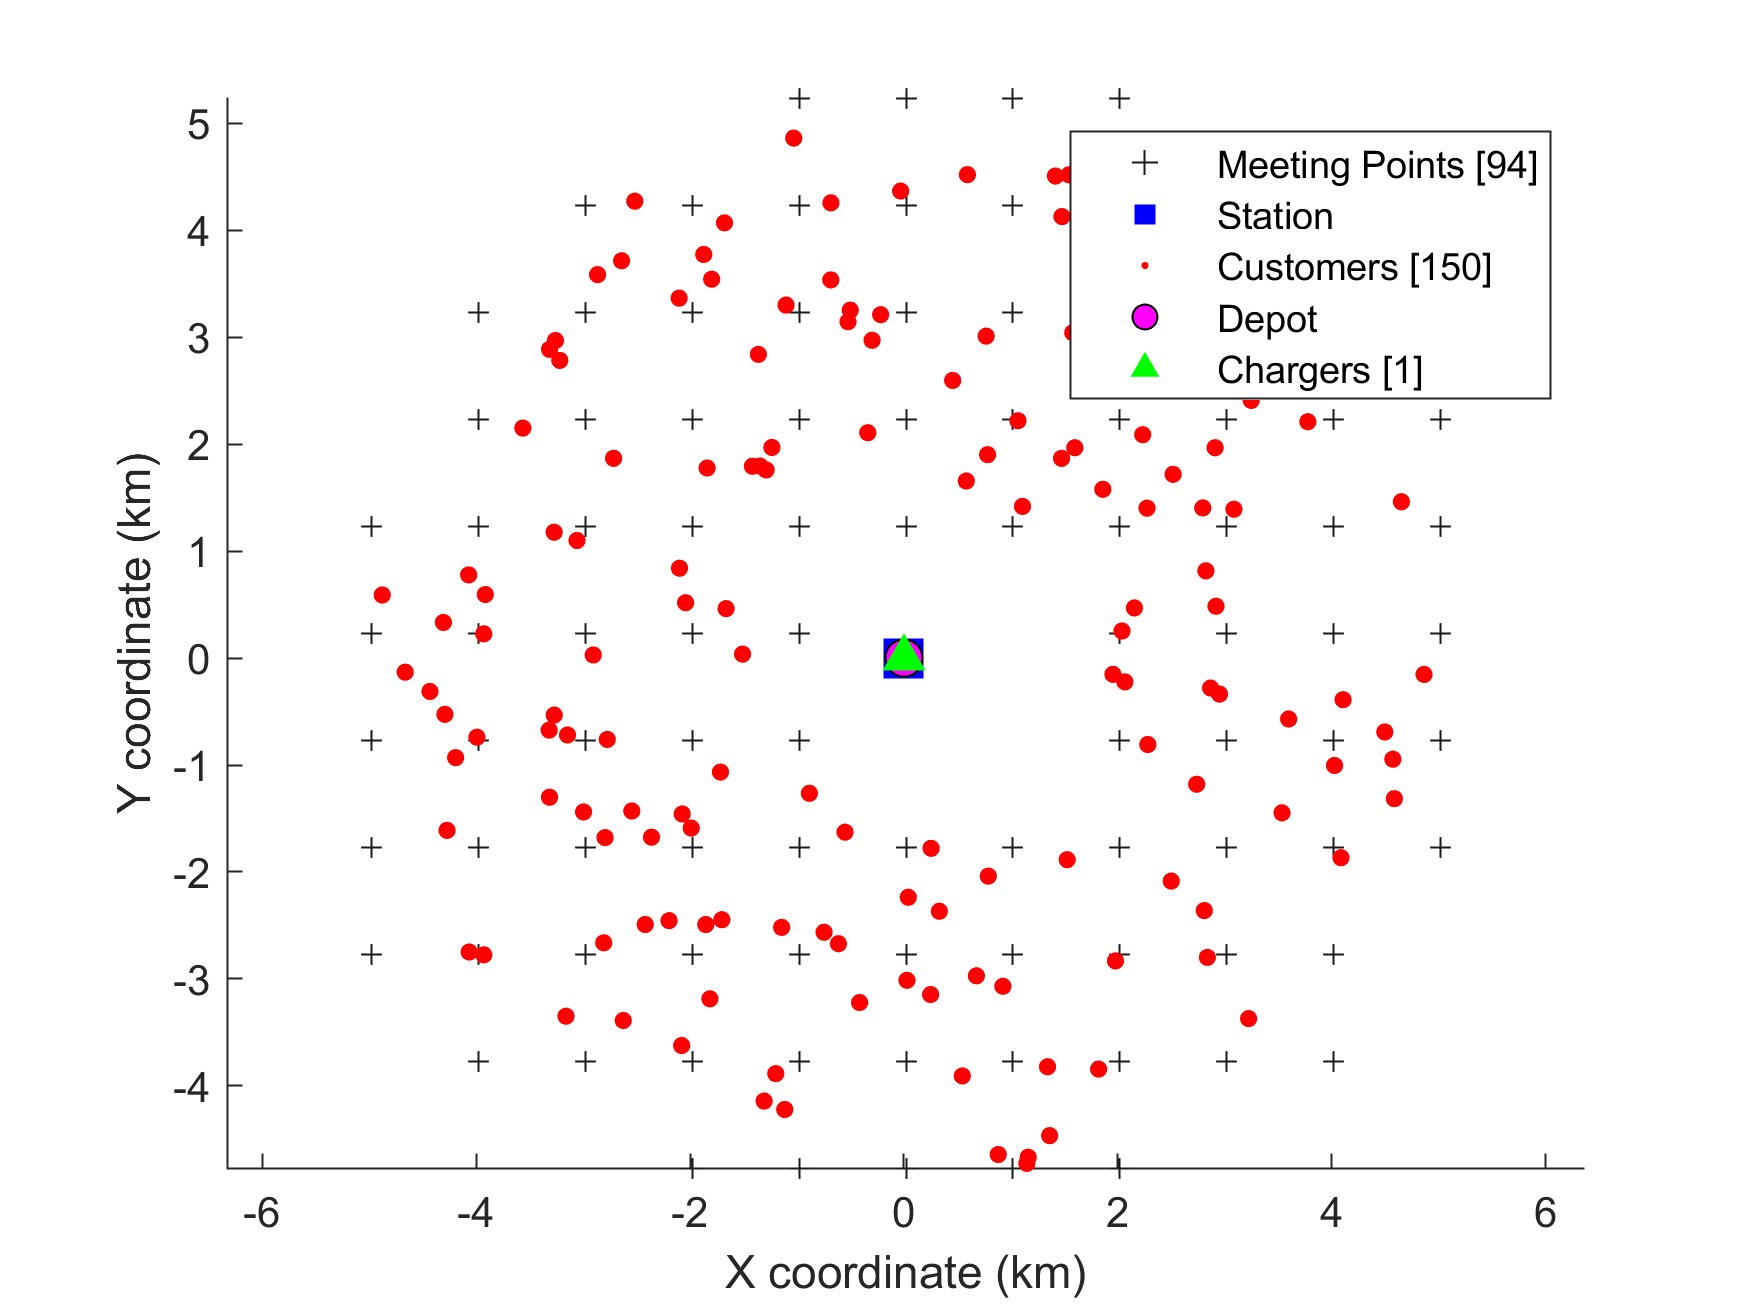 5
4
3
2
1
0
-1
-2
-3
-4
Y coordinate (km)
Meeting Points [94]
Station
Customers [150]
Depot
Chargers [1]
-6
-4
-2
0
2
4
6
X coordinate (km)